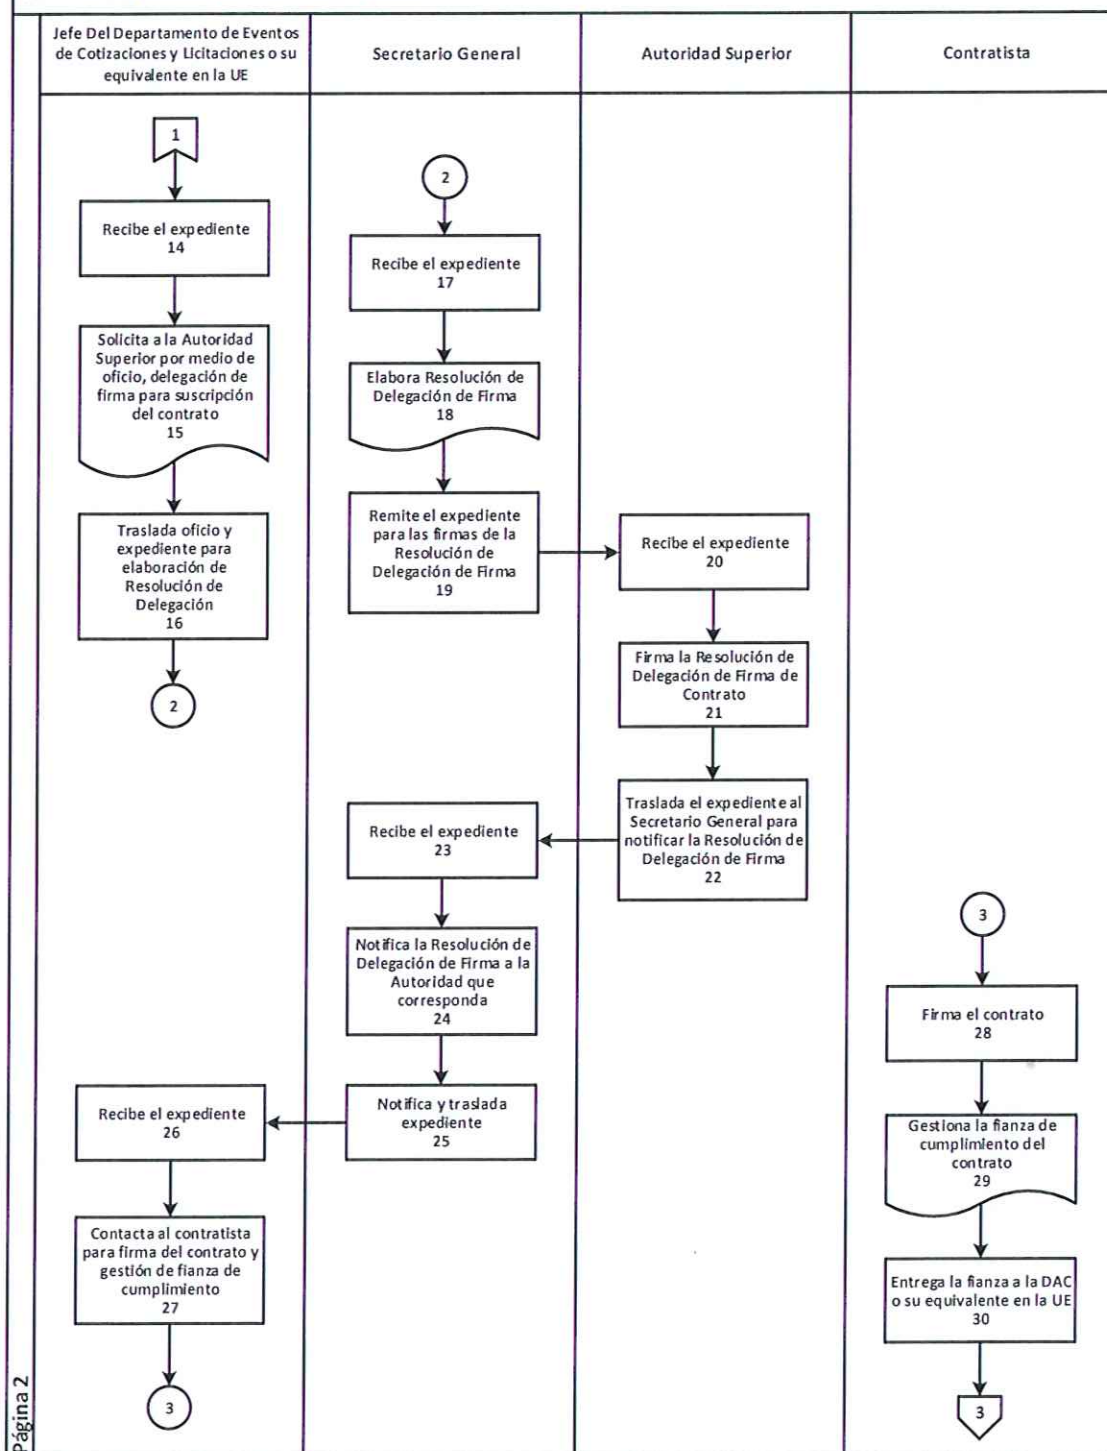 Jefe Del Departamento de Eventos
de Cotizaciones y Licitaciones o su
equivalente en la UE
Secretario General
Autoridad Superior
Contratista
1
Recibe el expediente
14
Solicita a la Autoridad
Superior por medio de
oficio, delegación de
firma para suscripción
del contrato
15
Traslada oficio y
expediente para
elaboración de
Resolución de
Delegación
16
2
2
Recibe el expediente
17
Elabora Resolución de
Delegación de Firma
18
Remite el expediente
para las firmas de la
Resolución de
Delegación de Firma
19
Recibe el expediente
20
Firma la Resolución de
Delegación de Firma de
Contrato
21
Traslada el expediente al
Secretario General para
notificar la Resolución de
Delegación de Firma
22
Recibe el expediente
23
Notifica la Resolución de
Delegación de Firma a la
Autoridad que
corresponda
24
Notifica y traslada
expediente
25
Recibe el expediente
26
Contacta al contratista
para firma del contrato y
gestión de fianza de
cumplimiento
27
3
3
Firma el contrato
28
Gestiona la fianza de
cumplimiento del
contrato
29
Entrega la fianza a la DAC
o su equivalente en la UE
30
3
Página 2